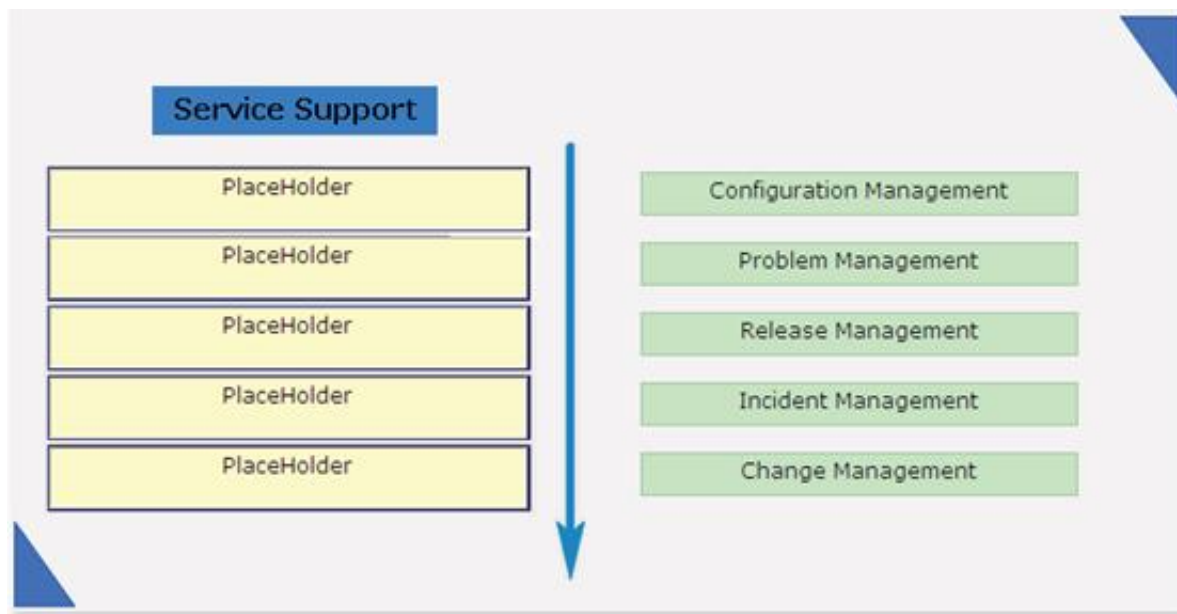 Service Support
PlaceHolder
PlaceHolder
PlaceHolder
PlaceHolder
PlaceHolder
Configuration Management
Problem Management
Release Management
Incident Management
Change Management